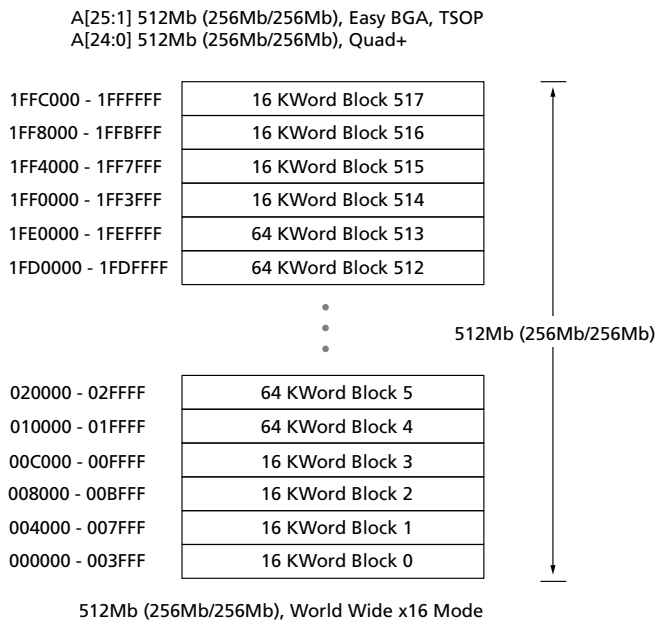 A[25:1] 512Mb (256Mb/256Mb), Easy BGA, TSOP
A[24:0] 512Mb (256Mb/256Mb), Quad+
1FFC000 - 1FFFFFF 16 KWord Block 517
1FF8000 - 1FFBFFF 16 KWord Block 516
1FF4000 - 1FF7FFF 16 KWord Block 515
1FF0000 - 1FF3FFF 16 KWord Block 514
1FE0000 - 1FEFFFF 64 KWord Block 513
1FD0000 - 1FDFFFF 64 KWord Block 512
512Mb (256Mb/256Mb)
020000 - 02FFFF 64 KWord Block 5
010000 - 01FFFF 64 KWord Block 4
00C000 - 00FFFF 16 KWord Block 3
008000 - 00BFFF 16 KWord Block 2
004000 - 007FFF 16 KWord Block 1
000000 - 003FFF 16 KWord Block 0
512Mb (256Mb/256Mb), World Wide x16 Mode